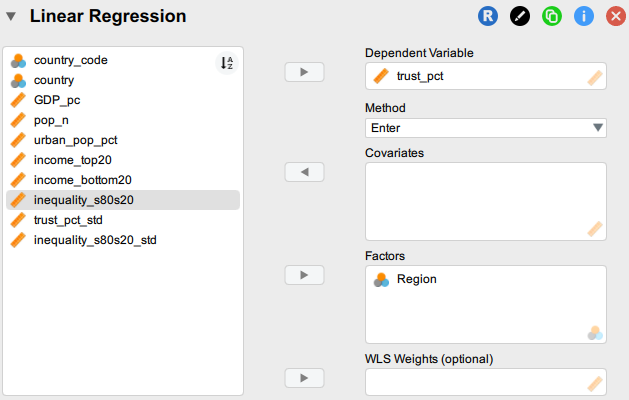 Linear Regression
R
i
country_code
A
Z
country
GDP_pc
pop_n
urban_pop_pct
income_top20
income_bottom20
inequality_s80s20
trust_pct_std
inequality_s80s20_std
Dependent Variable
trust_pct
Method
Enter
Covariates
Factors
Region
WLS Weights (optional)